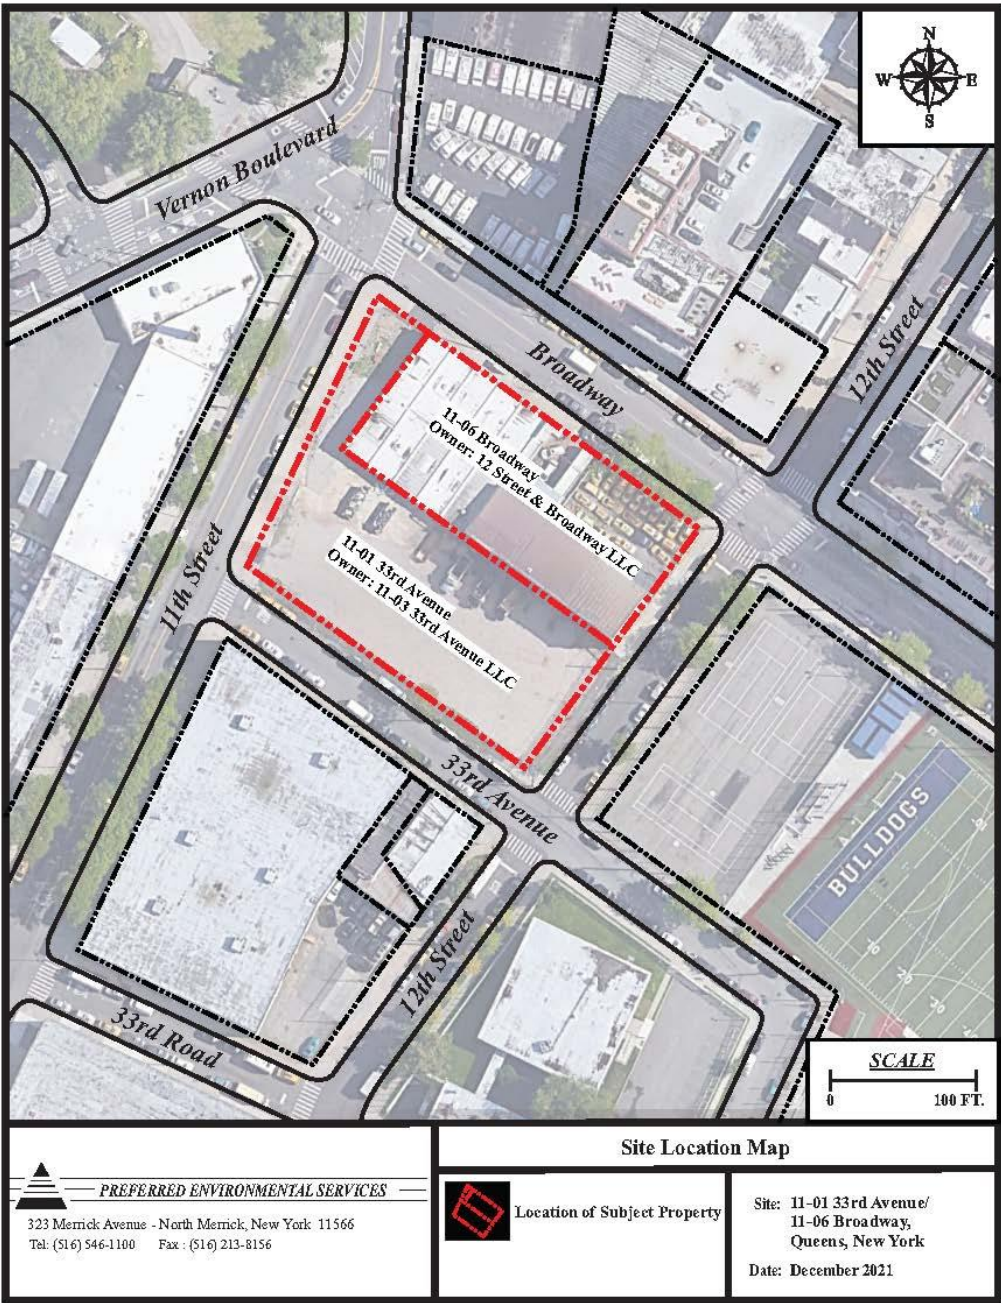 N
W E
S
Vernon Boulevard
Broadway
12th Street
11-06 Broadway
Owner: 12 Street & Broadway LLC
11th Street
11-01 33rd Avenue
Owner: 11-03 33rd Avenue LLC
33rd Avenue
BULLDOGS
12th Street
33rd Road
SCALE
0 100 FT.
PREFERRED ENVIRONMENTAL SERVICES
323 Merrick Avenue - North Merrick, New York 11566
Tel: (516) 546-1100 Fax : (516) 213-8156
Site Location Map
Location of Subject Property
Site: 11-01 33rd Avenue/
11-06 Broadway,
Queens, New York
Date: December 2021